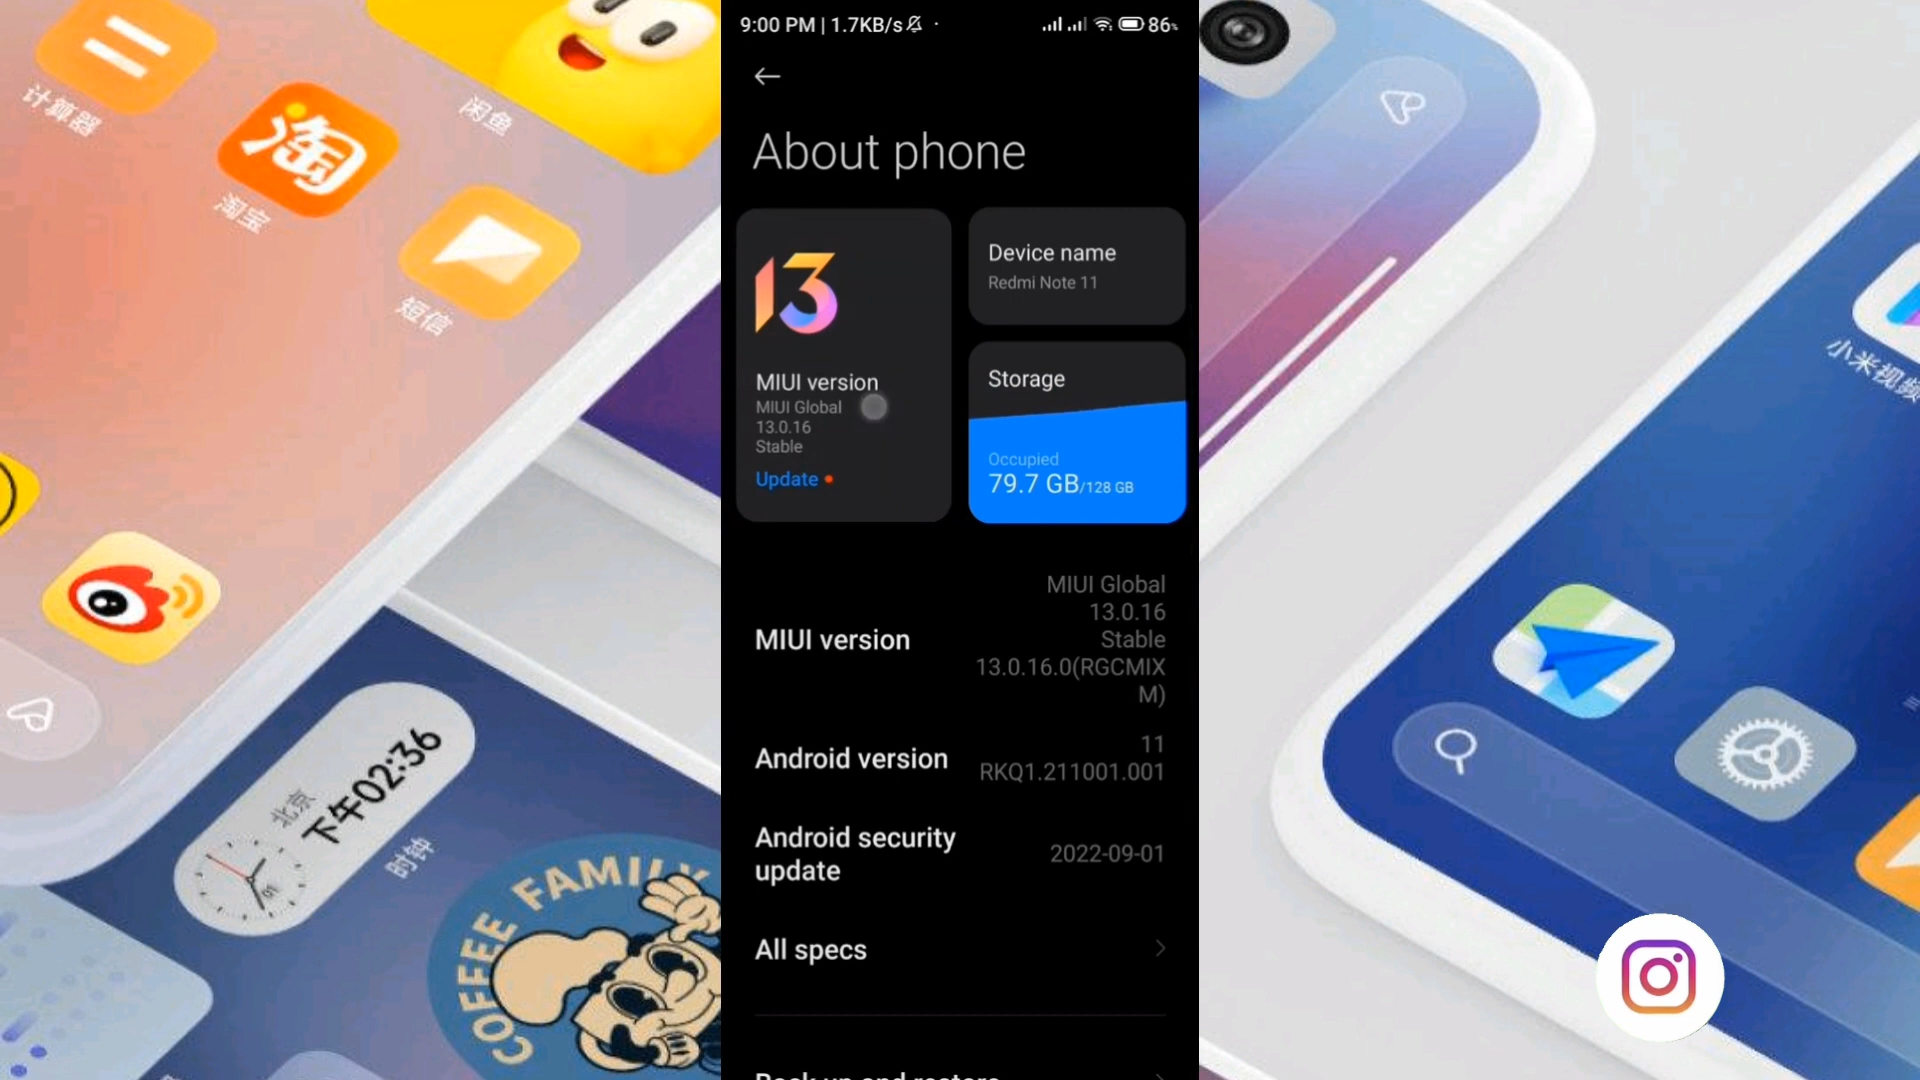 计算器
淘
淘宝
闲鱼
短信
北京
下午02:36
时钟
COFFEE FAMILY
9:00 PM | 1.7KB/s
86
About phone
13
MIUI version
MIUI Global
13.0.16
Stable
Update
Device name
Redmi Note 11
Storage
Occupied
79.7 GB/128 GB
MIUI version
MIUI Global
13.0.16
Stable
13.0.16.0(RGCMIX
M)
Android version
11
RKQ1.211001.001
Android security
update
2022-09-01
All specs
小米视频